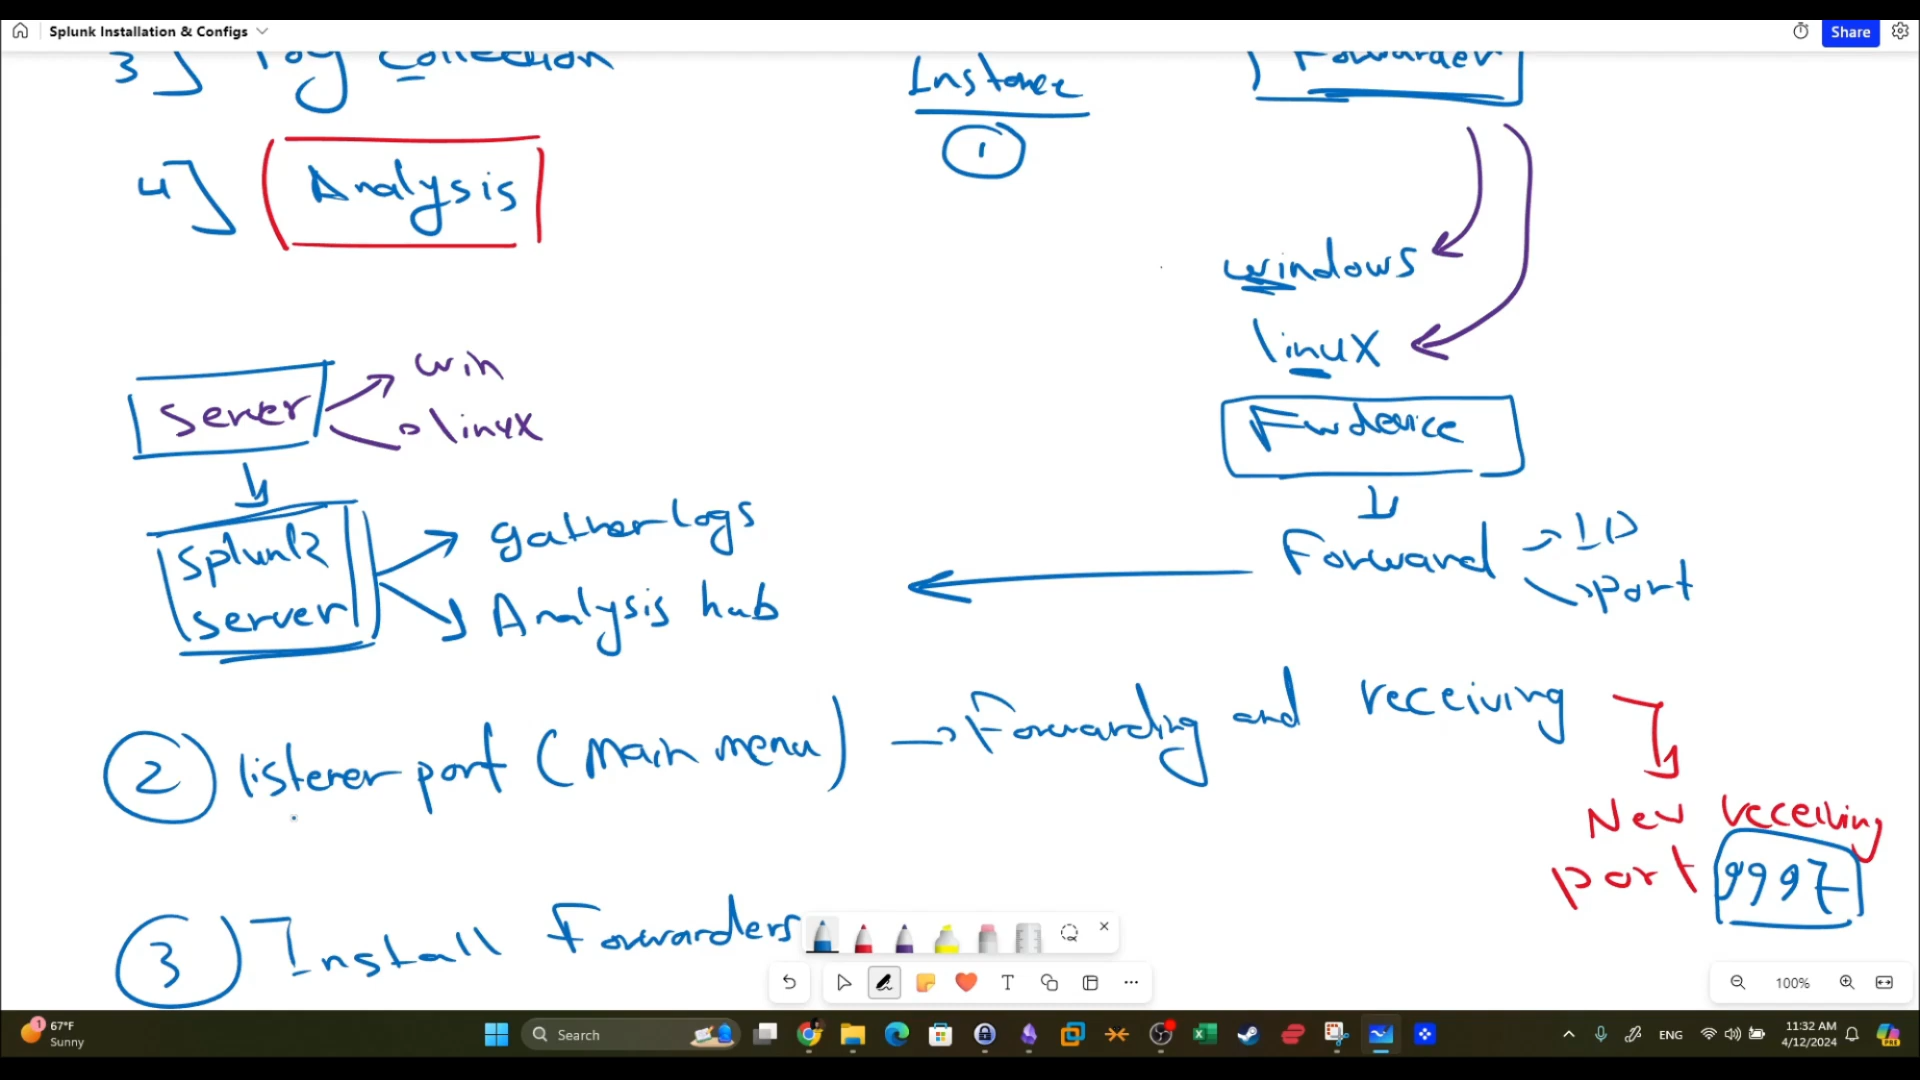 Splunk Installation & Configs
Share
3] log Collection
Instance
Forwarder
1
4] Analysis
windows
linux
server
win
linux
Fw device
splunk
server
gather logs
Analysis hub
Forward
IP
port
2 listener port (Main menu) → Forwarding and receiving
New receiving
port 9997
3 Install Forwarders
T
100%
1
67°F
Sunny
Search
ENG
11:32 AM
4/12/2024
PRE